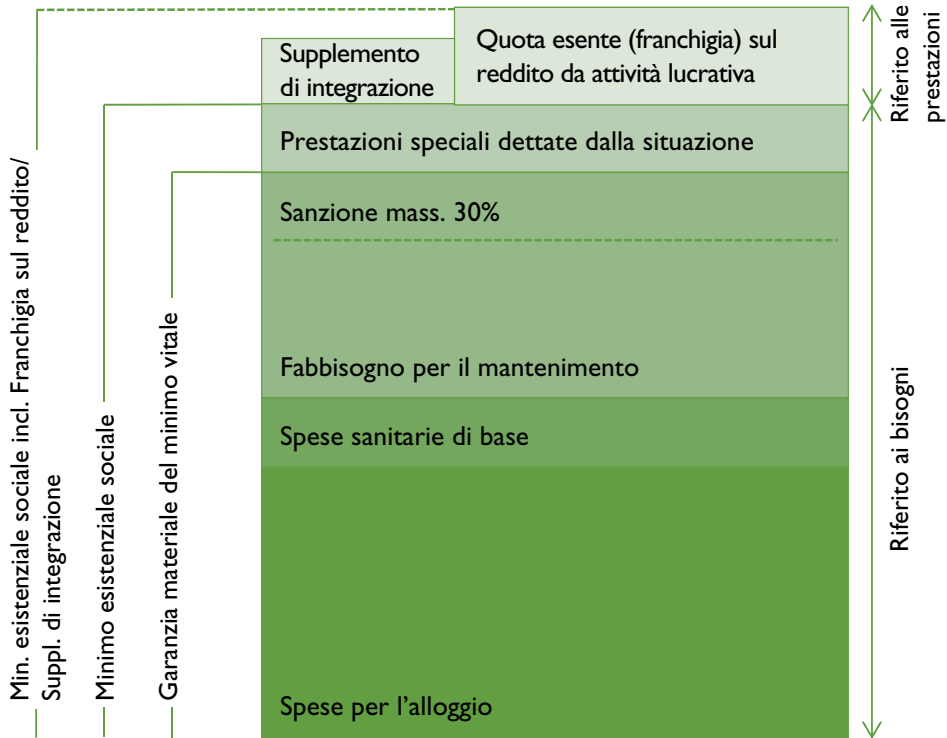 Supplemento
di integrazione
Quota esente (franchigia) sul
reddito da attività lucrativa
Prestazioni speciali dettate dalla situazione
Sanzione mass. 30%
Fabbisogno per il mantenimento
Spese sanitarie di base
Spese per l’alloggio
Min. esistenziale sociale incl. Franchigia sul reddito/
Suppl. di integrazione
Minimo esistenziale sociale
Garanzia materiale del minimo vitale
Riferito alle
prestazioni
Riferito ai bisogni